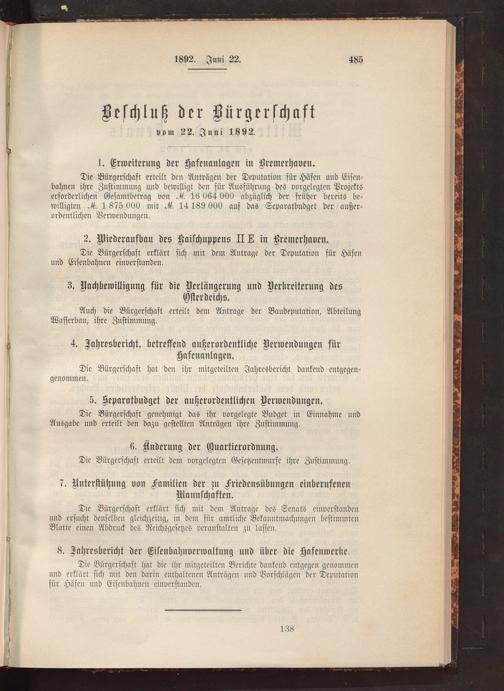 1892. Juni 22.
485
Beschluß der Bürgerschaft
vom 22. Juni 1892.
1. Erweiterung der Hafenanlagen in Bremerhaven.
Die Bürgerschaft erteilt den Anträgen der Deputation für Häfen und Eisen-
bahnen ihre Zustimmung und bewilligt den für Ausführung des vorgelegten Projekts
erforderlichen Gesamtbetrag von ℳ. 16 064 000 abzüglich der früher bereits be-
willigten ℳ. 1 875 000 mit ℳ. 14 189 000 auf das Separatbudget der außer-
ordentlichen Verwendungen.
2. Wiederaufbau des Kaischuppens II E in Bremerhaven.
Die Bürgerschaft erklärt sich mit dem Antrage der Deputation für Häfen
und Eisenbahnen einverstanden.
3. Nachbewilligung für die Verlängerung und Verbreiterung des
Osterdeichs.
Auch die Bürgerschaft erteilt dem Antrage der Baudeputation, Abteilung
Wasserbau, ihre Zustimmung.
4. Jahresbericht, betreffend außerordentliche Verwendungen für
Hafenanlagen.
Die Bürgerschaft hat den ihr mitgeteilten Jahresbericht dankend entgegen-
genommen.
5. Separatbudget der außerordentlichen Verwendungen.
Die Bürgerschaft genehmigt das ihr vorgelegte Budget in Einnahme und
Ausgabe und erteilt den dazu gestellten Anträgen ihre Zustimmung.
6. Änderung der Quartierordnung.
Die Bürgerschaft erteilt dem vorgelegten Gesetzentwurfe ihre Zustimmung.
7. Unterstützung von Familien der zu Friedensübungen einberufenen
Mannschaften.
Die Bürgerschaft erklärt sich mit dem Antrage des Senats einverstanden
und ersucht denselben gleichzeitig, in dem für amtliche Bekanntmachungen bestimmten
Blatte einen Abdruck des Reichsgesetzes veranstalten zu lassen.
8. Jahresbericht der Eisenbahnverwaltung und über die Hafenwerke.
Die Bürgerschaft hat die ihr mitgeteilten Berichte dankend entgegen genommen
und erklärt sich mit den darin enthaltenen Anträgen und Vorschlägen der Deputation
für Häfen und Eisenbahnen einverstanden.
138